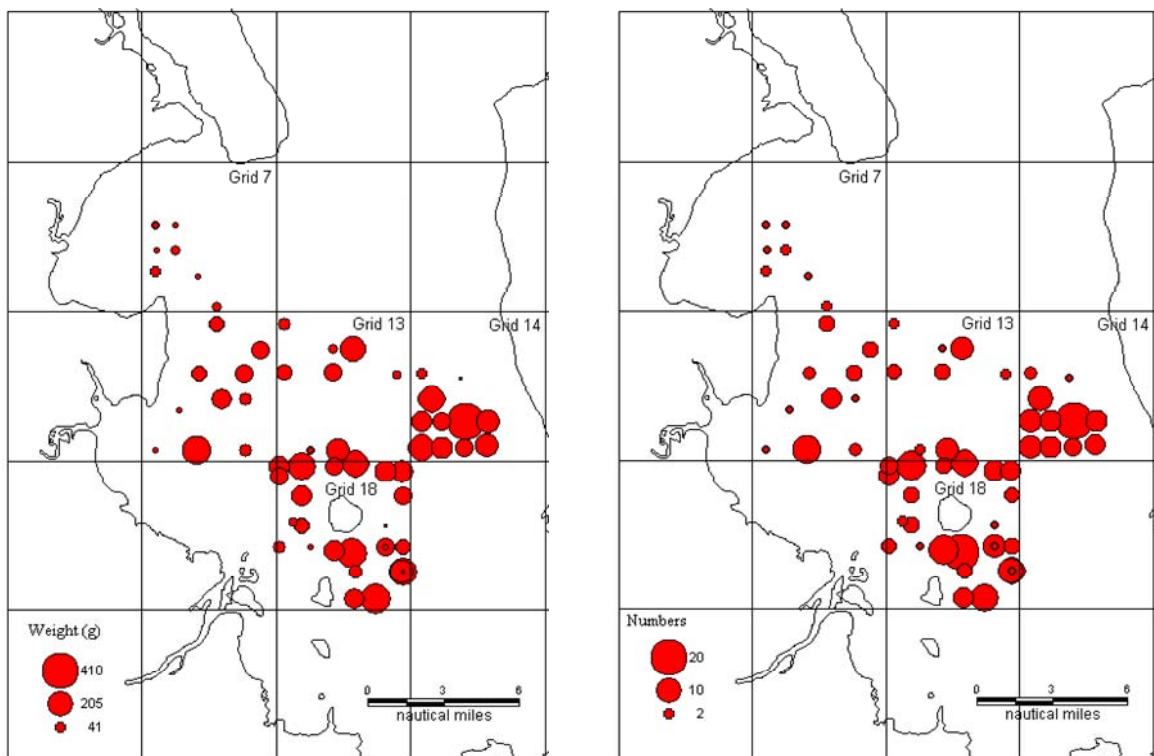 Grid 7
Grid 13
Grid 14
Grid 18
Weight (g)
410
205
41
0 3 6
nautical miles
Grid 7
Grid 13
Grid 14
Grid 18
Numbers
20
10
2
0 3 6
nautical miles